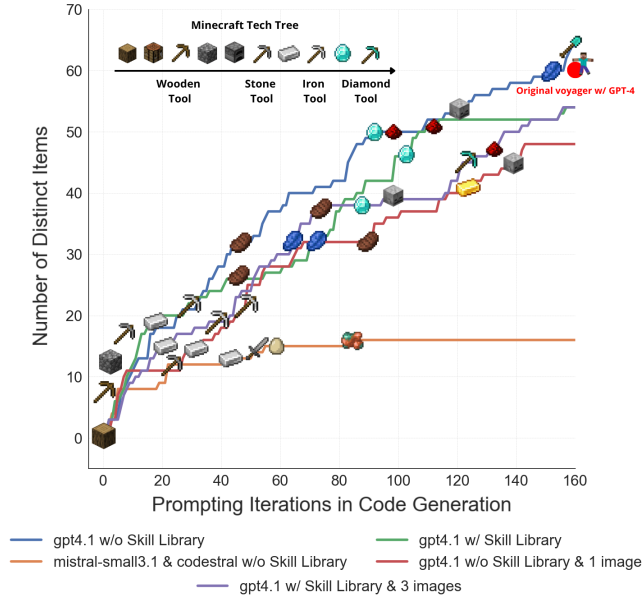 70
60
50
40
30
20
10
0
Number of Distinct Items
Minecraft Tech Tree
Wooden Tool
Stone Tool
Iron Tool
Diamond Tool
Original voyager w/ GPT-4
0 20 40 60 80 100 120 140 160
Prompting Iterations in Code Generation
gpt4.1 w/o Skill Library
gpt4.1 w/ Skill Library
mistral-small3.1 & codestral w/o Skill Library
gpt4.1 w/o Skill Library & 1 image
gpt4.1 w/ Skill Library & 3 images